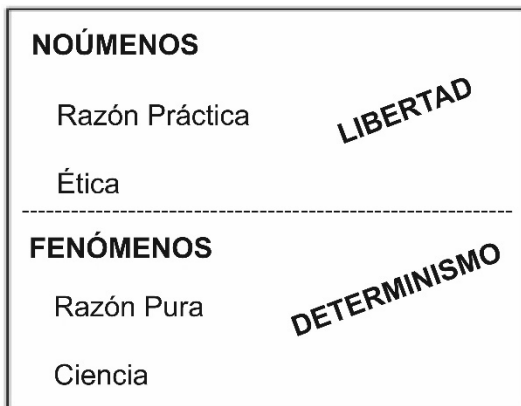 NOÚMENOS
Razón Práctica
LIBERTAD
Ética
FENÓMENOS
Razón Pura
DETERMINISMO
Ciencia